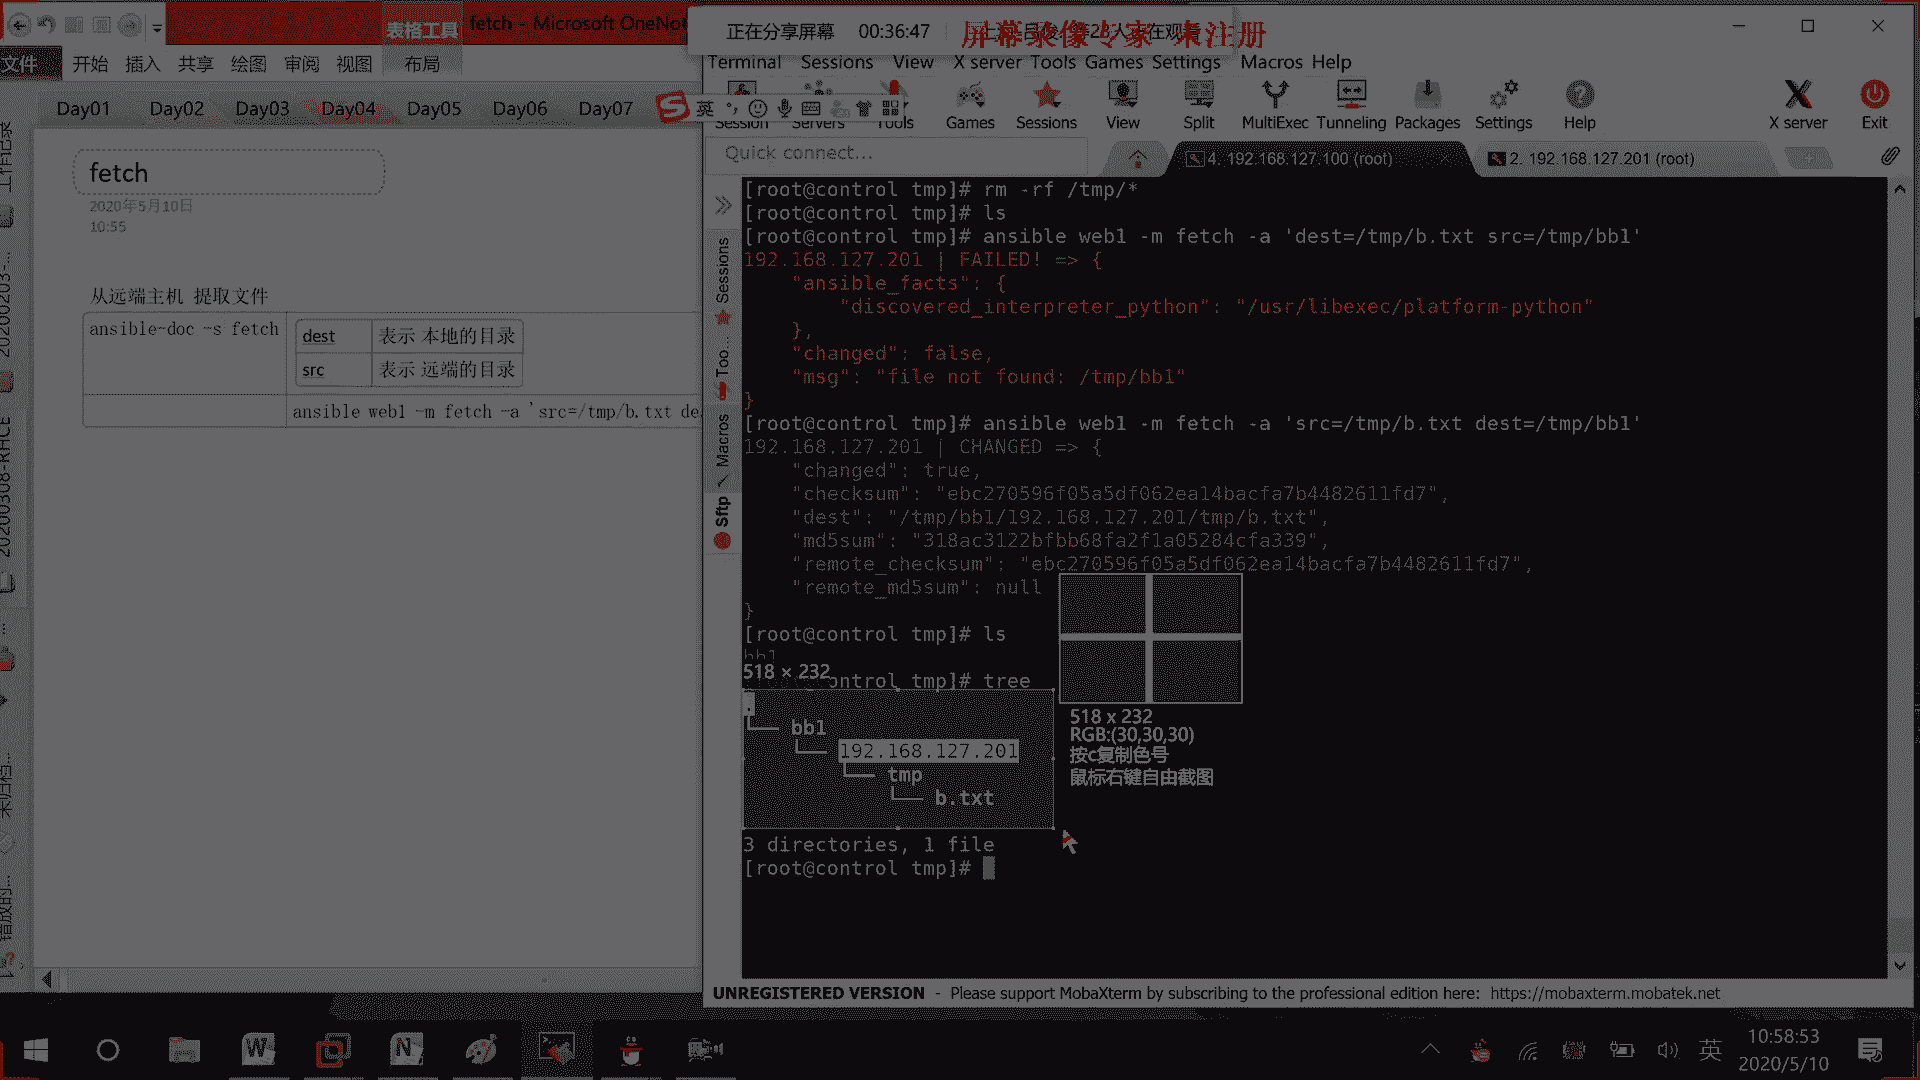 表格工具
fetch - Microsoft OneNot
正在分享屏幕 00:36:47
屏幕录像专家 未注册
文件 开始 插入 共享 绘图 审阅 视图 布局
Terminal Sessions View X server Tools Games Settings Macros Help
Day01 Day02 Day03 Day04 Day05 Day06 Day07
英
Session Servers Tools Games Sessions View Split MultiExec Tunneling Packages Settings Help X server Exit
Quick connect...
4. 192.168.127.100 (root)
2. 192.168.127.201 (root)
fetch
2020年5月10日
10:55
从远端主机 提取文件
ansible-doc -s fetch
dest 表示 本地的目录
src 表示 远端的目录
ansible web1 -m fetch -a 'src=/tmp/b.txt de
工作记录
20200203-...
20200308-RHCE
Sessions
Too...
Macros
Sftp
[root@control tmp]# rm -rf /tmp/*
[root@control tmp]# ls
[root@control tmp]# ansible web1 -m fetch -a 'dest=/tmp/b.txt src=/tmp/bb1'
192.168.127.201 | FAILED! => {
"ansible_facts": {
"discovered_interpreter_python": "/usr/libexec/platform-python"
},
"changed": false,
"msg": "file not found: /tmp/bb1"
}
[root@control tmp]# ansible web1 -m fetch -a 'src=/tmp/b.txt dest=/tmp/bb1'
192.168.127.201 | CHANGED => {
"changed": true,
"checksum": "ebc270596f05a5df062ea14bacfa7b4482611fd7",
"dest": "/tmp/bb1/192.168.127.201/tmp/b.txt",
"md5sum": "318ac3122bfbb68fa2f1a05284cfa339",
"remote_checksum": "ebc270596f05a5df062ea14bacfa7b4482611fd7",
"remote_md5sum": null
}
[root@control tmp]# ls
bb1
518 × 232
ontrol tmp]# tree
.
└── bb1
└── 192.168.127.201
└── tmp
└── b.txt
3 directories, 1 file
[root@control tmp]#
518 x 232
RGB:(30,30,30)
按c复制色号
鼠标右键自由截图
UNREGISTERED VERSION - Please support MobaXterm by subscribing to the professional edition here: https://mobaxterm.mobatek.net
英
10:58:53
2020/5/10